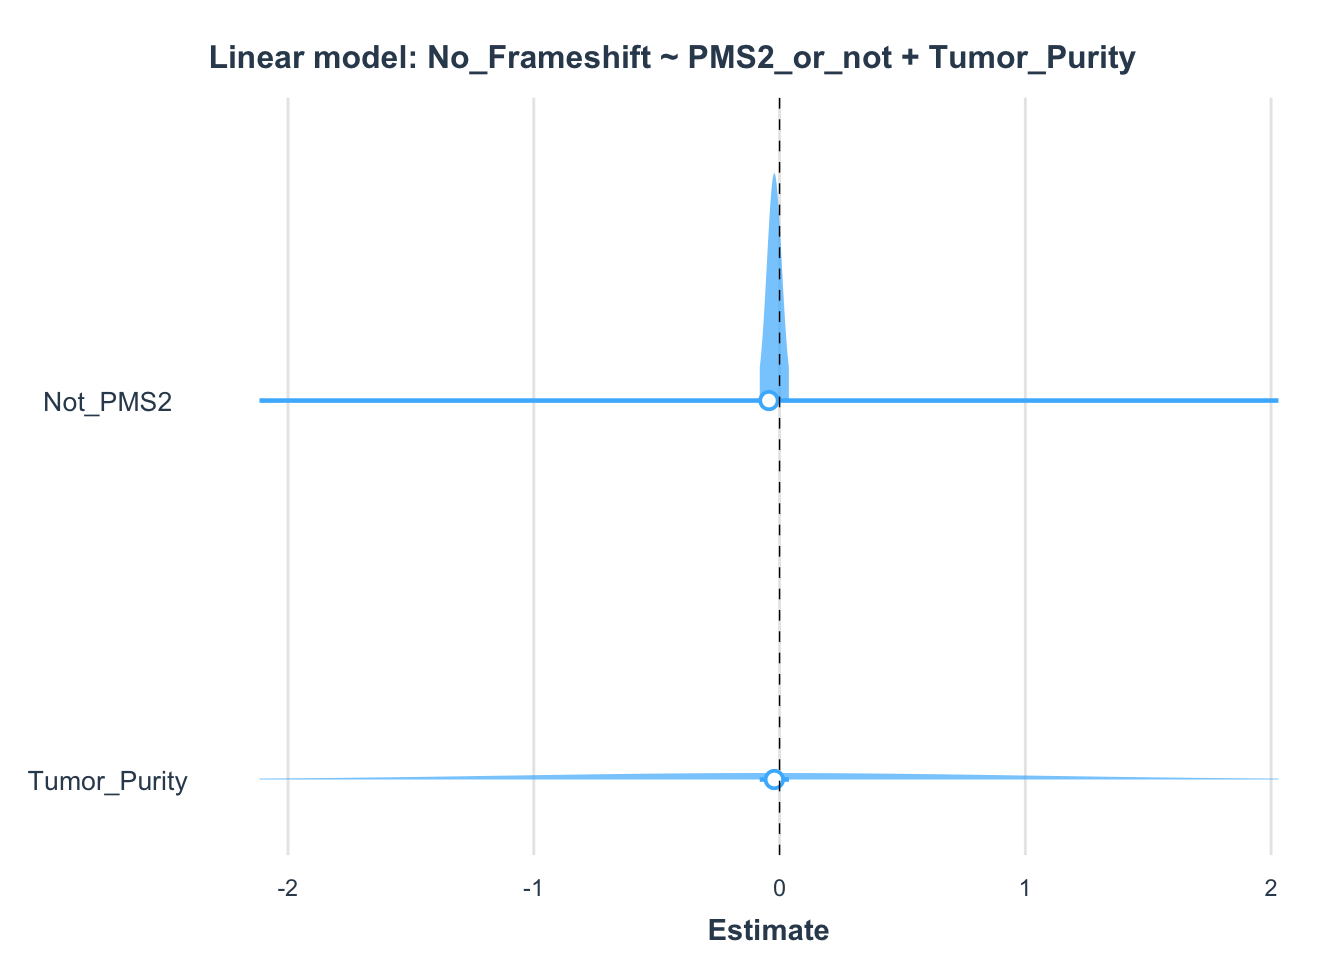 Linear model: No_Frameshift ~ PMS2_or_not + Tumor_Purity
Not_PMS2
Tumor_Purity
-2 -1 0 1 2
Estimate